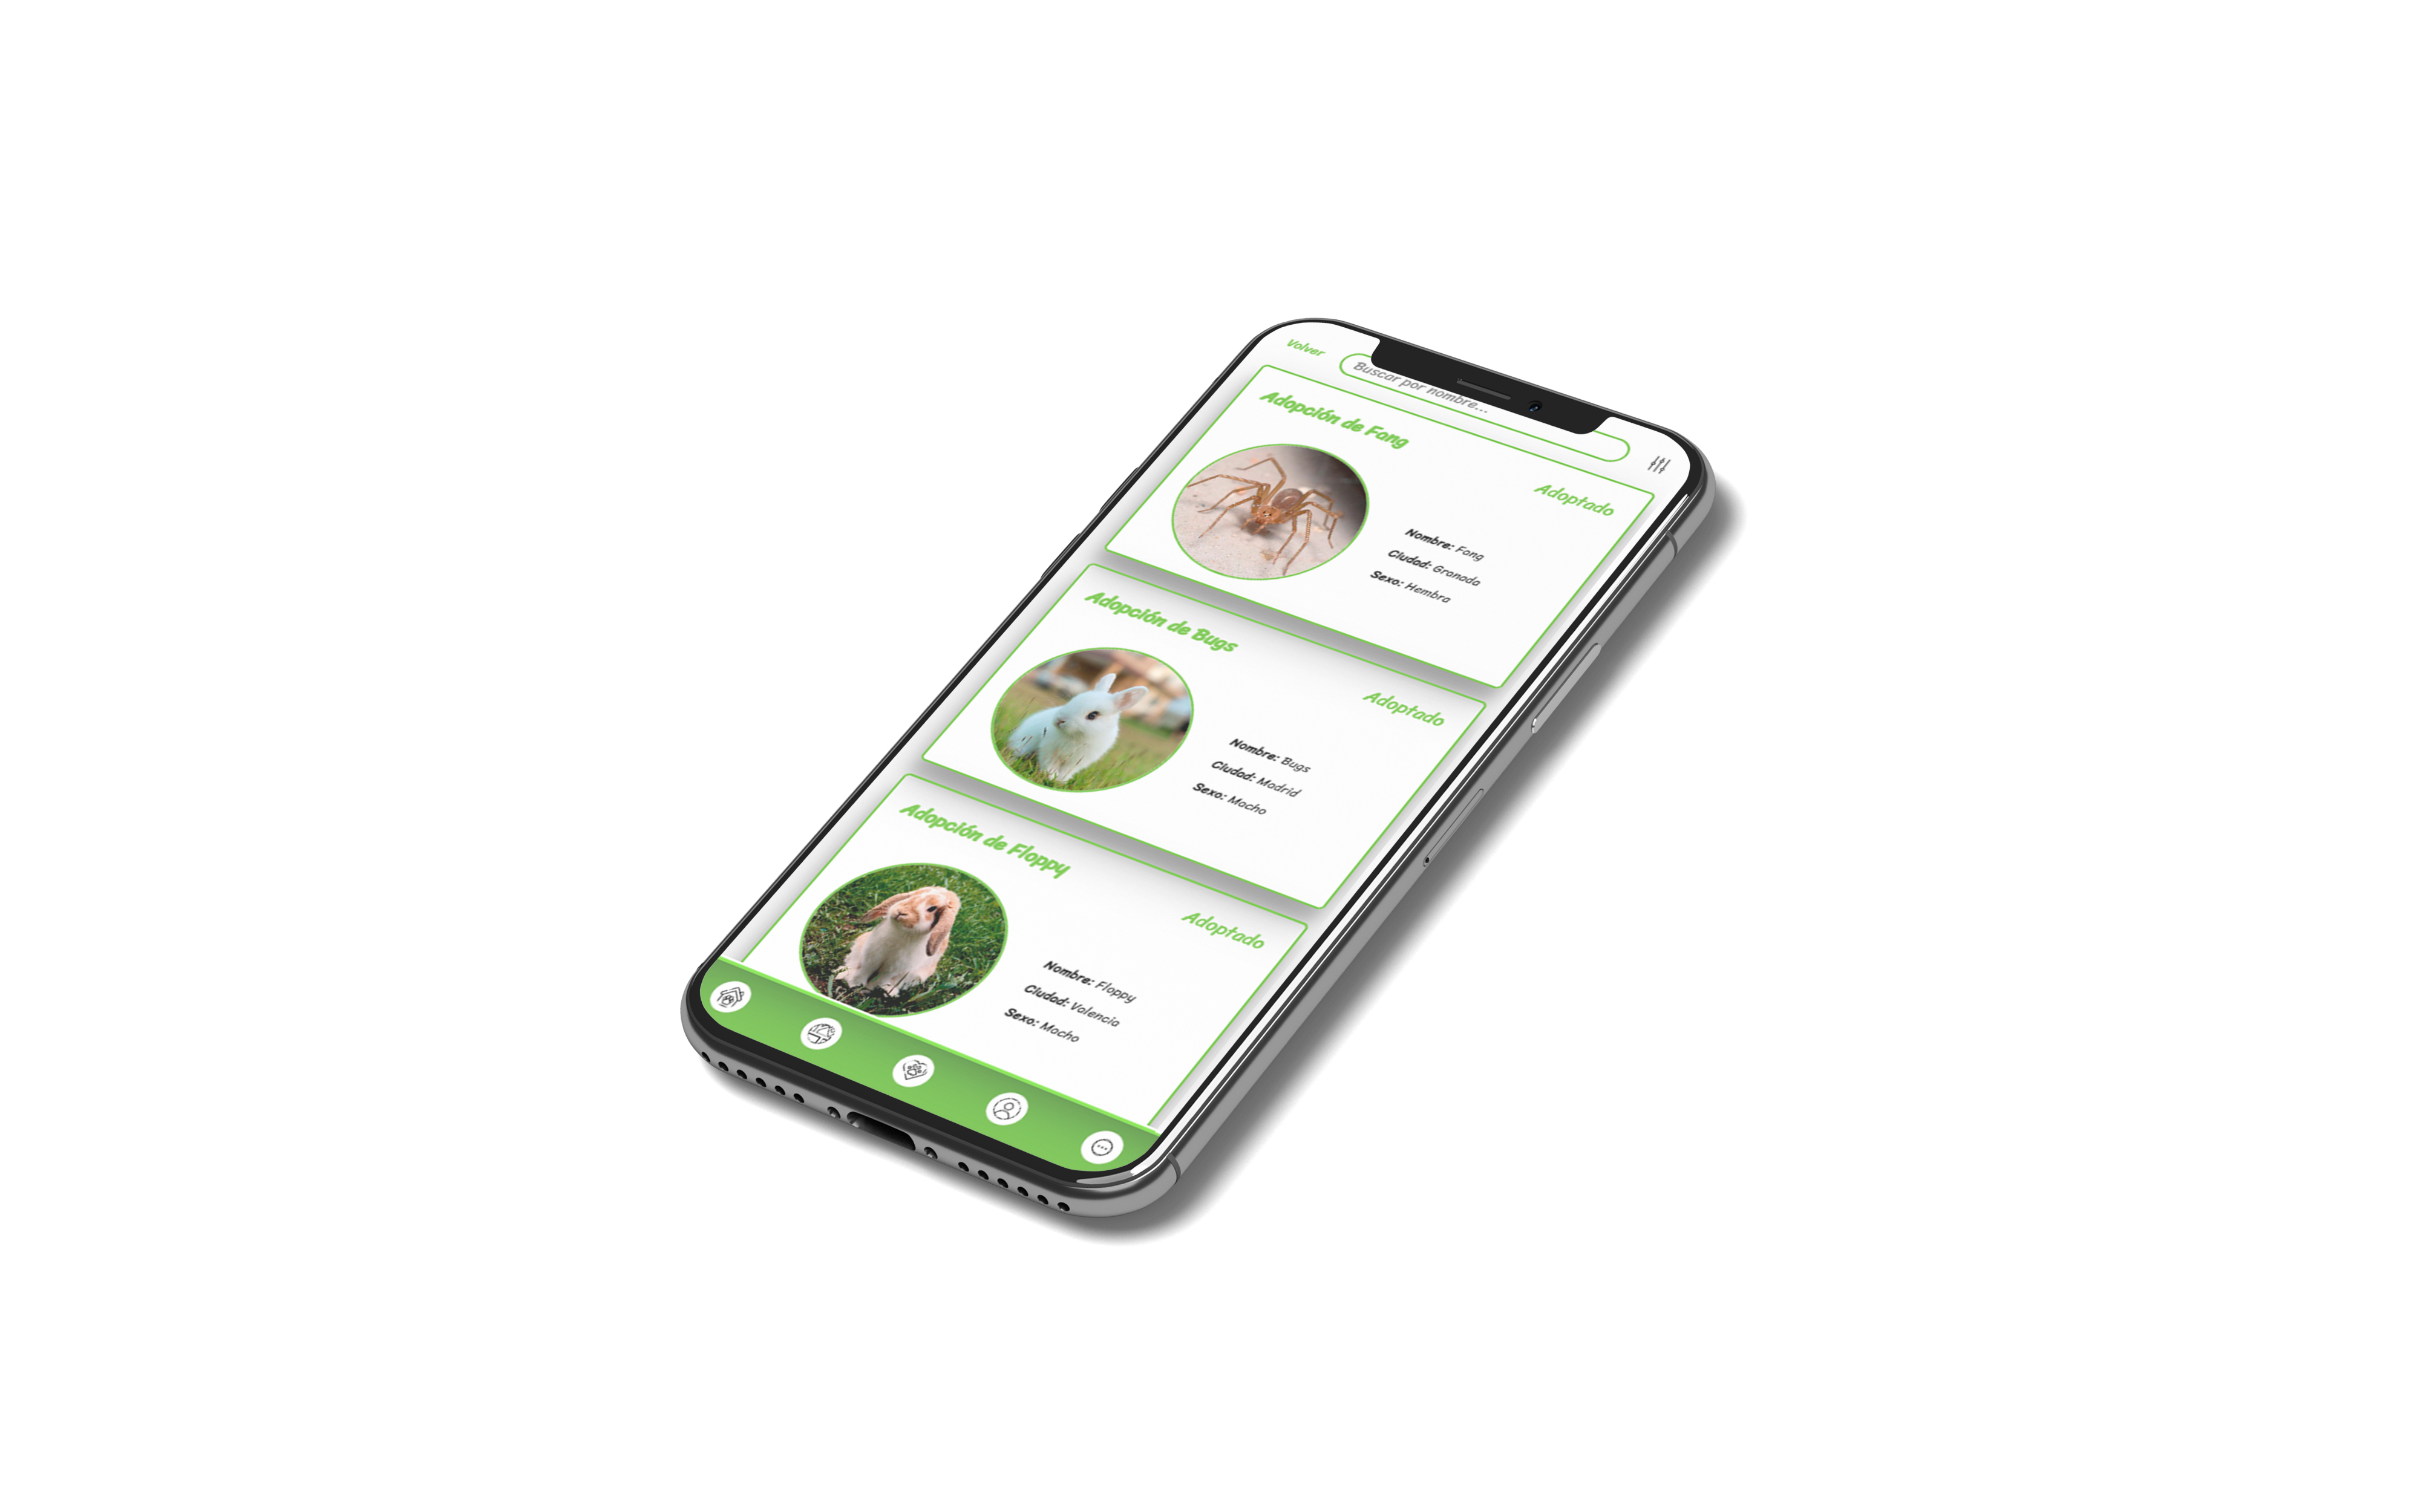 Volver
Buscar por nombre...
Adopción de Fang
Adoptado
Nombre: Fang
Ciudad: Granada
Sexo: Hembra
Adopción de Bugs
Adoptado
Nombre: Bugs
Ciudad: Madrid
Sexo: Macho
Adopción de Floppy
Adoptado
Nombre: Floppy
Ciudad: Valencia
Sexo: Macho